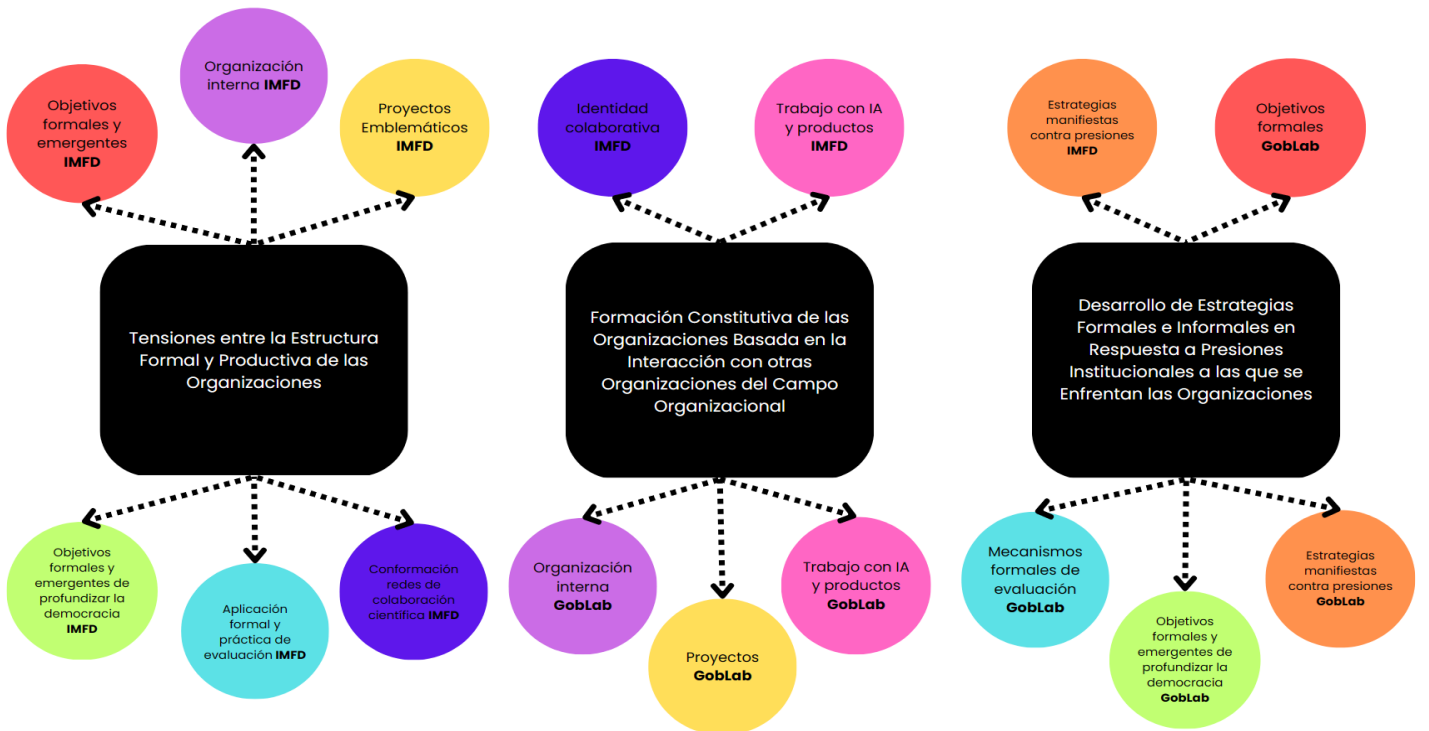 Objetivos
formales y
emergentes
IMFD
Organización
interna IMFD
Proyectos
Emblemáticos
IMFD
Identidad
colaborativa
IMFD
Trabajo con IA
y productos
IMFD
Estrategias
manifiestas
contra presiones
IMFD
Objetivos
formales
GobLab
Tensiones entre la Estructura
Formal y Productiva de las
Organizaciones
Formación Constitutiva de las
Organizaciones Basada en la
Interacción con otras
Organizaciones del Campo
Organizacional
Desarrollo de Estrategias
Formales e Informales en
Respuesta a Presiones
Institucionales a las que se
Enfrentan las Organizaciones
Objetivos
formales y
emergentes de
profundizar la
democracia
IMFD
Aplicación
formal y
práctica de
evaluación IMFD
Conformación
redes de
colaboración
científica IMFD
Organización
interna
GobLab
Proyectos
GobLab
Trabajo con IA
y productos
GobLab
Mecanismos
formales de
evaluación
GobLab
Objetivos
formales y
emergentes de
profundizar la
democracia
GobLab
Estrategias
manifiestas
contra presiones
GobLab